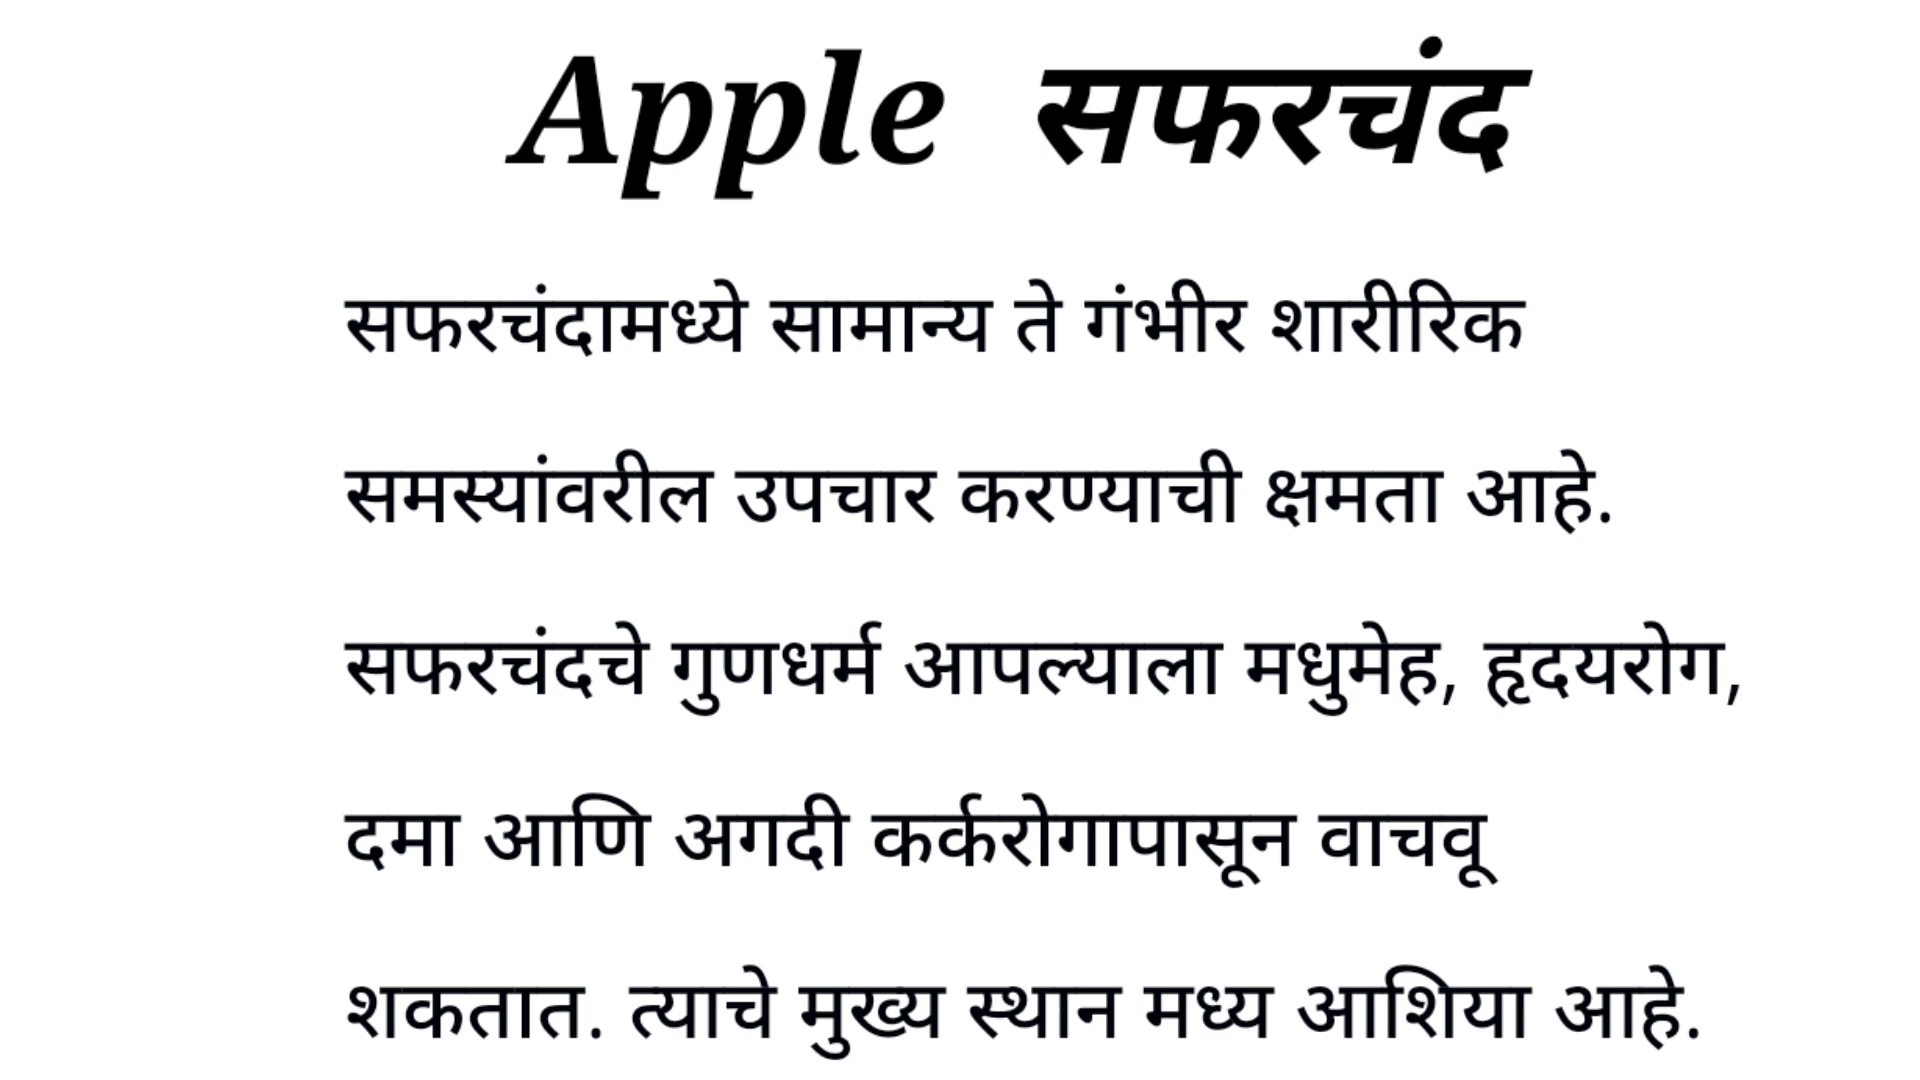 Apple सफरचंद
सफरचंदामध्ये सामान्य ते गंभीर शारीरिक
समस्यांवरील उपचार करण्याची क्षमता आहे.
सफरचंदचे गुणधर्म आपल्याला मधुमेह, हृदयरोग,
दमा आणि अगदी कर्करोगापासून वाचवू
शकतात. त्याचे मुख्य स्थान मध्य आशिया आहे.